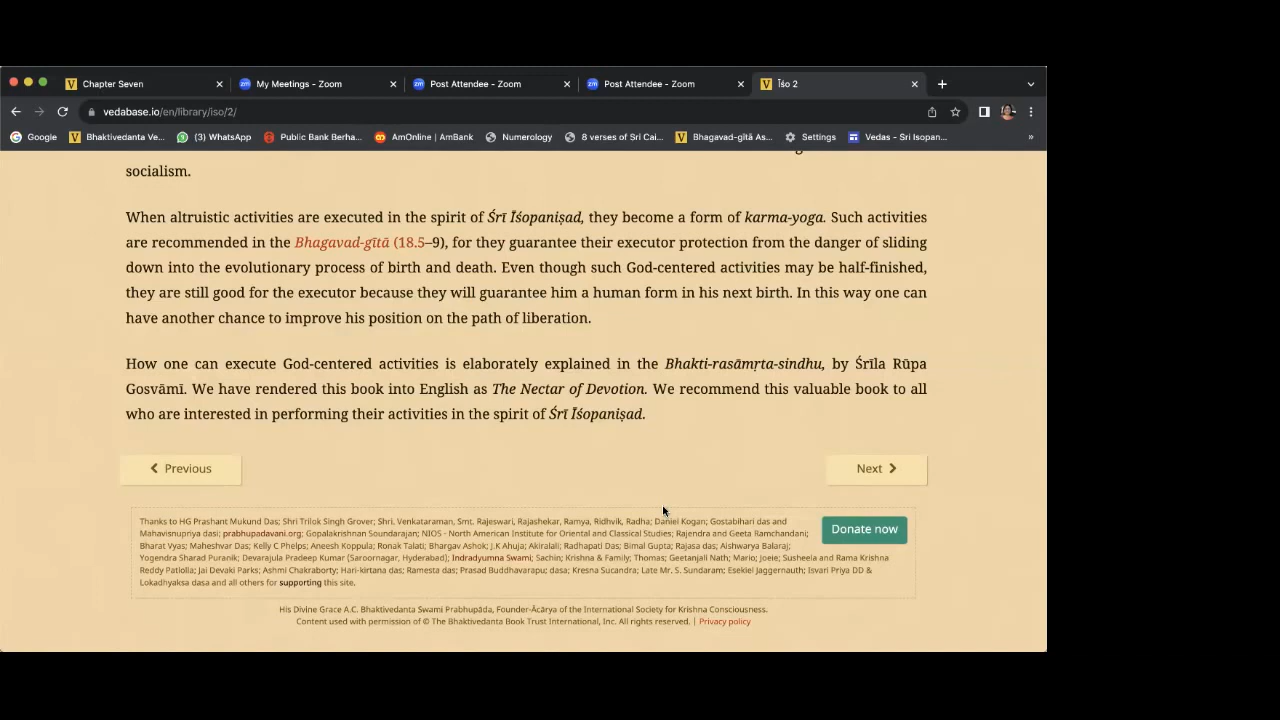 Chapter Seven
My Meetings - Zoom
Post Attendee - Zoom
Post Attendee - Zoom
Īśo 2
vedabase.io/en/library/iso/2/
Google
Bhaktivedanta Ve...
(3) WhatsApp
Public Bank Berha...
AmOnline | AmBank
Numerology
8 verses of Sri Cai...
Bhagavad-gītā As...
Settings
Vedas - Sri Isopan...
»
socialism.
When altruistic activities are executed in the spirit of Śrī Īśopaniṣad, they become a form of karma-yoga. Such activities
are recommended in the Bhagavad-gītā (18.5–9), for they guarantee their executor protection from the danger of sliding
down into the evolutionary process of birth and death. Even though such God-centered activities may be half-finished,
they are still good for the executor because they will guarantee him a human form in his next birth. In this way one can
have another chance to improve his position on the path of liberation.
How one can execute God-centered activities is elaborately explained in the Bhakti-rasāmṛta-sindhu, by Śrīla Rūpa
Gosvāmī. We have rendered this book into English as The Nectar of Devotion. We recommend this valuable book to all
who are interested in performing their activities in the spirit of Śrī Īśopaniṣad.
Previous
Next
Thanks to HG Prashant Mukund Das; Shri Trilok Singh Grover; Shri. Venkataraman, Smt. Rajeswari, Rajashekar, Ramya, Ridhvik, Radha; Daniel Kogan; Gostabihari das and
Mahavisnupriya dasi; prabhupadavani.org; Gopalakrishnan Soundarajan; NIOS - North American Institute for Oriental and Classical Studies; Rajendra and Geeta Ramchandani;
Bharat Vyas; Maheshvar Das; Kelly C Phelps; Aneesh Koppula; Ronak Talati; Bhargav Ashok; J.K Ahuja; Akiralali; Radhapati Das; Bimal Gupta; Rajasa das; Aishwarya Balaraj;
Yogendra Sharad Puranik; Devarajula Pradeep Kumar (Saroornagar, Hyderabad); Indradyumna Swami; Sachin; Krishna & Family; Thomas; Geetanjali Nath; Mario; Joeie; Susheela and Rama Krishna
Reddy Patlolla; Jai Devaki Parks; Ashmi Chakraborty; Hari-kirtana das; Ramesta das; Prasad Buddhavarapu; dasa; Kresna Sucandra; Late Mr. S. Sundaram; Esekiel Jaggernauth; Isvari Priya DD &
Lokadhyaksa dasa and all others for supporting this site.
Donate now
His Divine Grace A.C. Bhaktivedanta Swami Prabhupāda, Founder-Ācārya of the International Society for Krishna Consciousness.
Content used with permission of © The Bhaktivedanta Book Trust International, Inc. All rights reserved. | Privacy policy